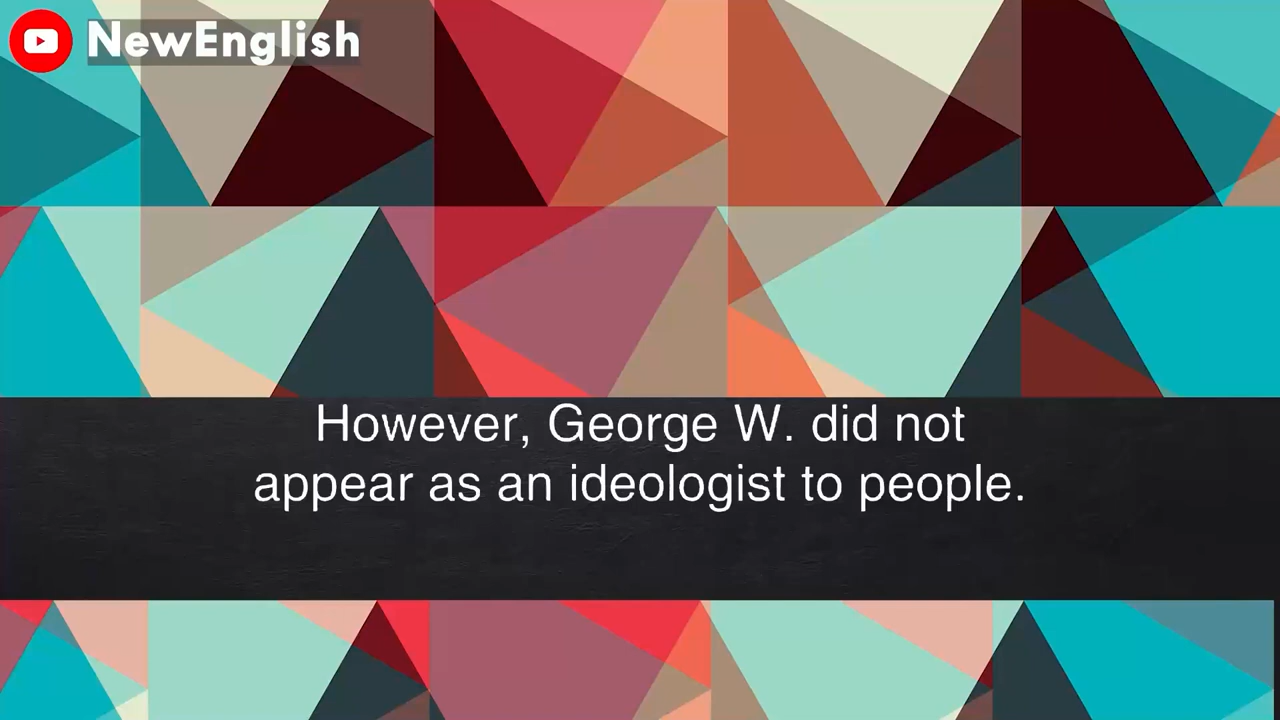 NewEnglish
However, George W. did not
appear as an ideologist to people.